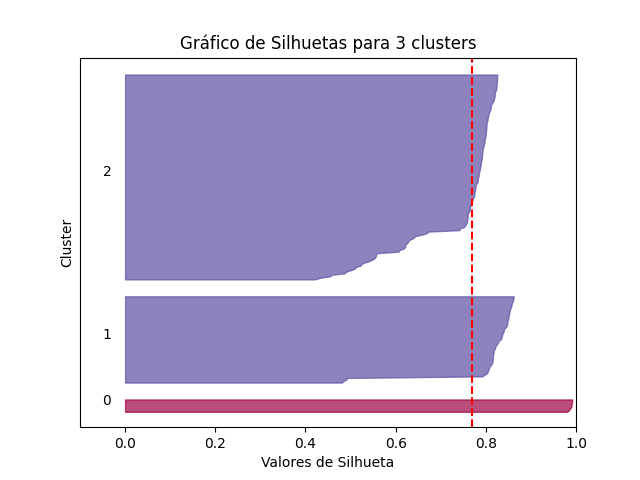 Gráfico de Silhuetas para 3 clusters
2
1
0
Cluster
0.0 0.2 0.4 0.6 0.8 1.0
Valores de Silhueta